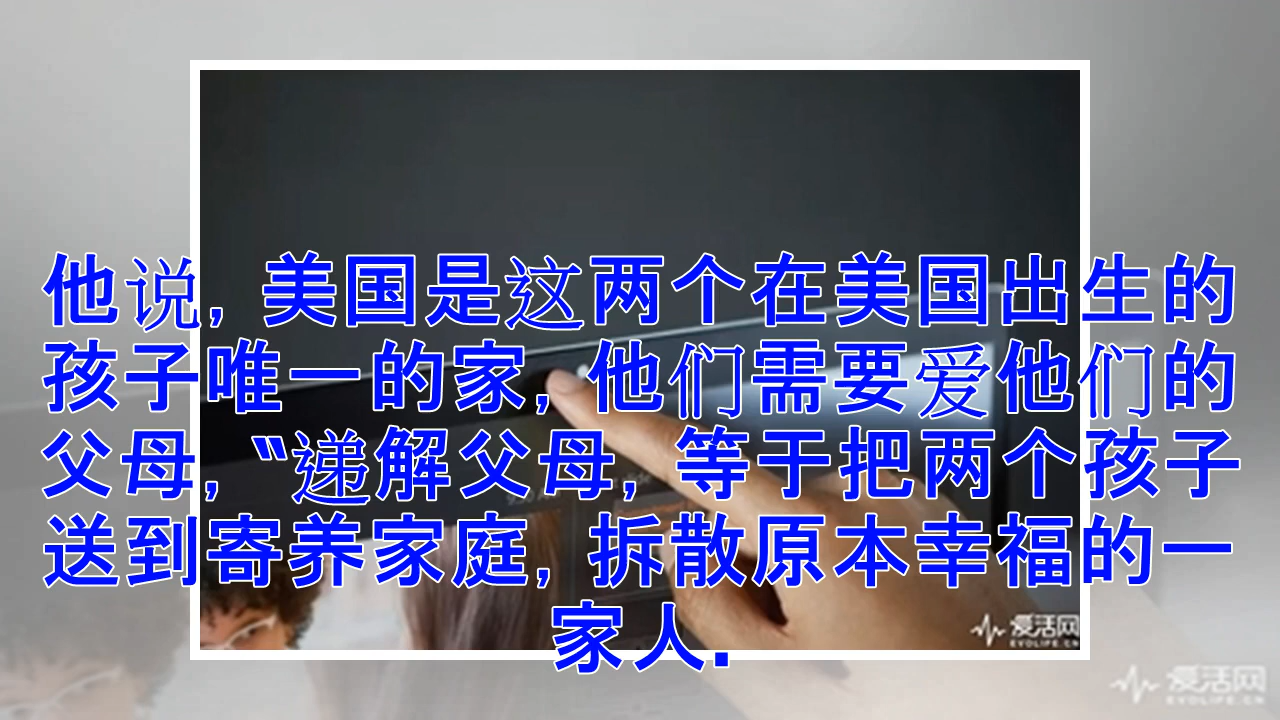 他说, 美国是这两个在美国出生的
孩子唯一的家, 他们需要爱他们的
父母, “递解父母, 等于把两个孩子
送到寄养家庭, 拆散原本幸福的一
家人.
爱活网
EVOLIFE.CN
爱活网
EVOLIFE.CN